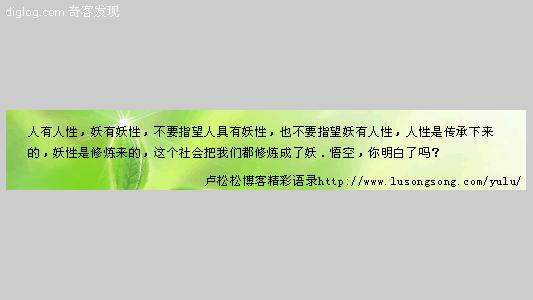 diglog.com 奇客发现
人有人性，妖有妖性，不要指望人具有妖性，也不要指望妖有人性，人性是传承下来
的，妖性是修炼来的，这个社会把我们都修炼成了妖．悟空，你明白了吗？
卢松松博客精彩语录http://www.lusongsong.com/yulu/